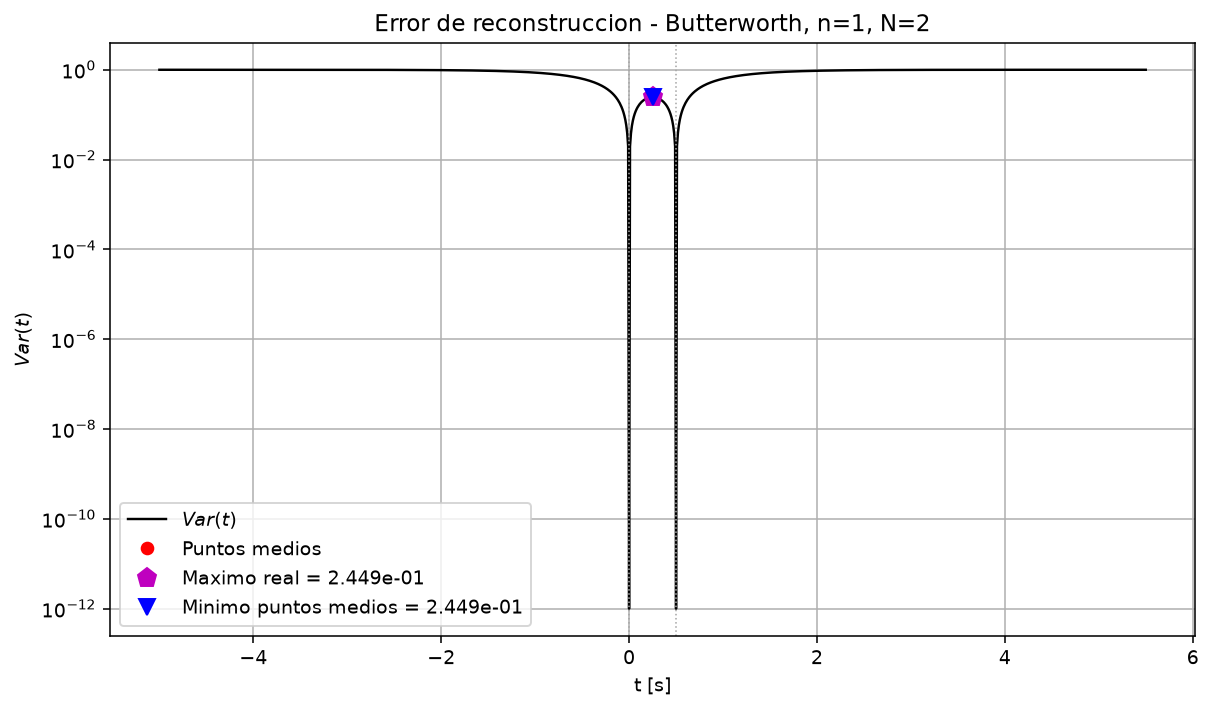 Error de reconstruccion - Butterworth, n=1, N=2
10^0
10^−2
10^−4
10^−6
10^−8
10^−10
10^−12
Var(t)
Var(t)
Puntos medios
Maximo real = 2.449e-01
Minimo puntos medios = 2.449e-01
−4 −2 0 2 4 6
t [s]